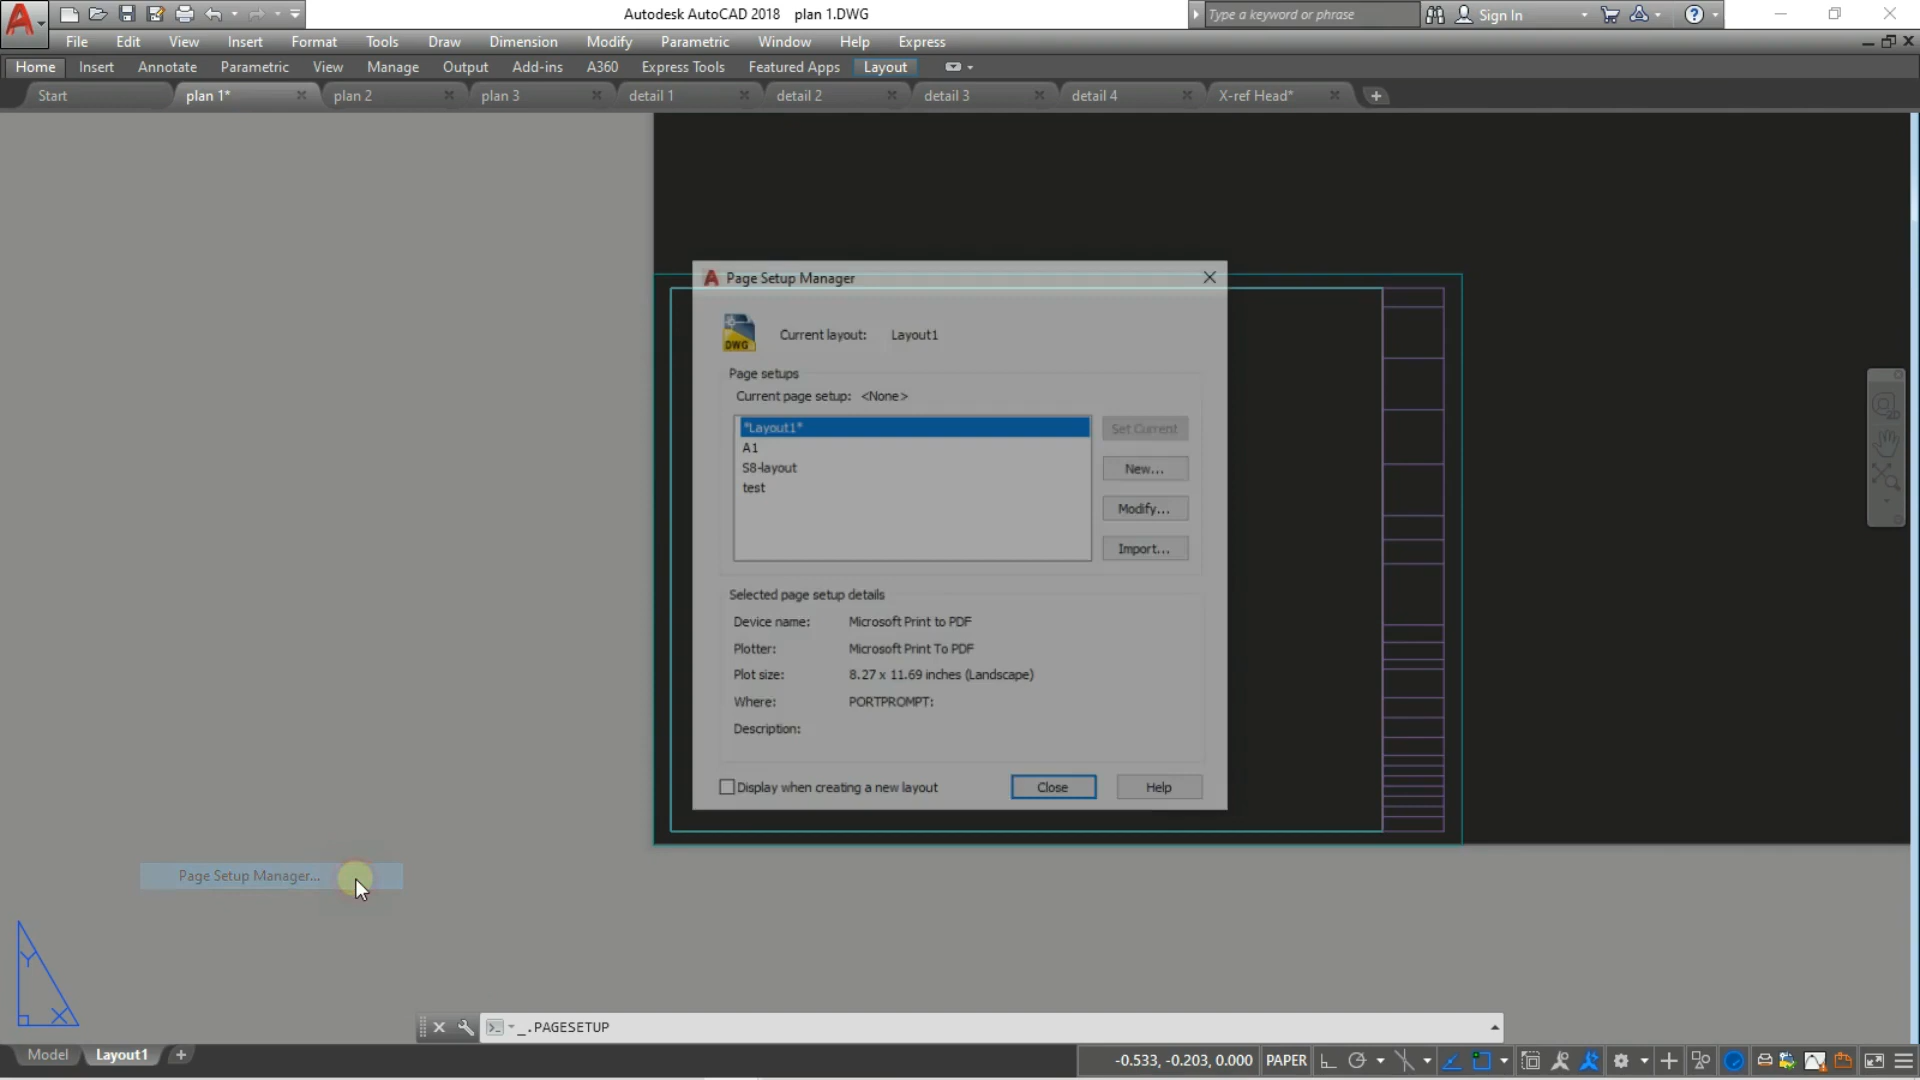 Autodesk AutoCAD 2018 plan 1.DWG
Type a keyword or phrase
Sign In
File Edit View Insert Format Tools Draw Dimension Modify Parametric Window Help Express
Home Insert Annotate Parametric View Manage Output Add-ins A360 Express Tools Featured Apps Layout
Start plan 1* plan 2 plan 3 detail 1 detail 2 detail 3 detail 4 X-ref Head*
Page Setup Manager
DWG
Current layout: Layout1
Page setups
Current page setup: <None>
*Layout1*
A1
S8-layout
test
Set Current
New...
Modify...
Import...
Selected page setup details
Device name: Microsoft Print to PDF
Plotter: Microsoft Print To PDF
Plot size: 8.27 x 11.69 inches (Landscape)
Where: PORTPROMPT:
Description:
Display when creating a new layout
Close
Help
Page Setup Manager...
Y
X
_.PAGESETUP
Model Layout1
-0.533, -0.203, 0.000 PAPER